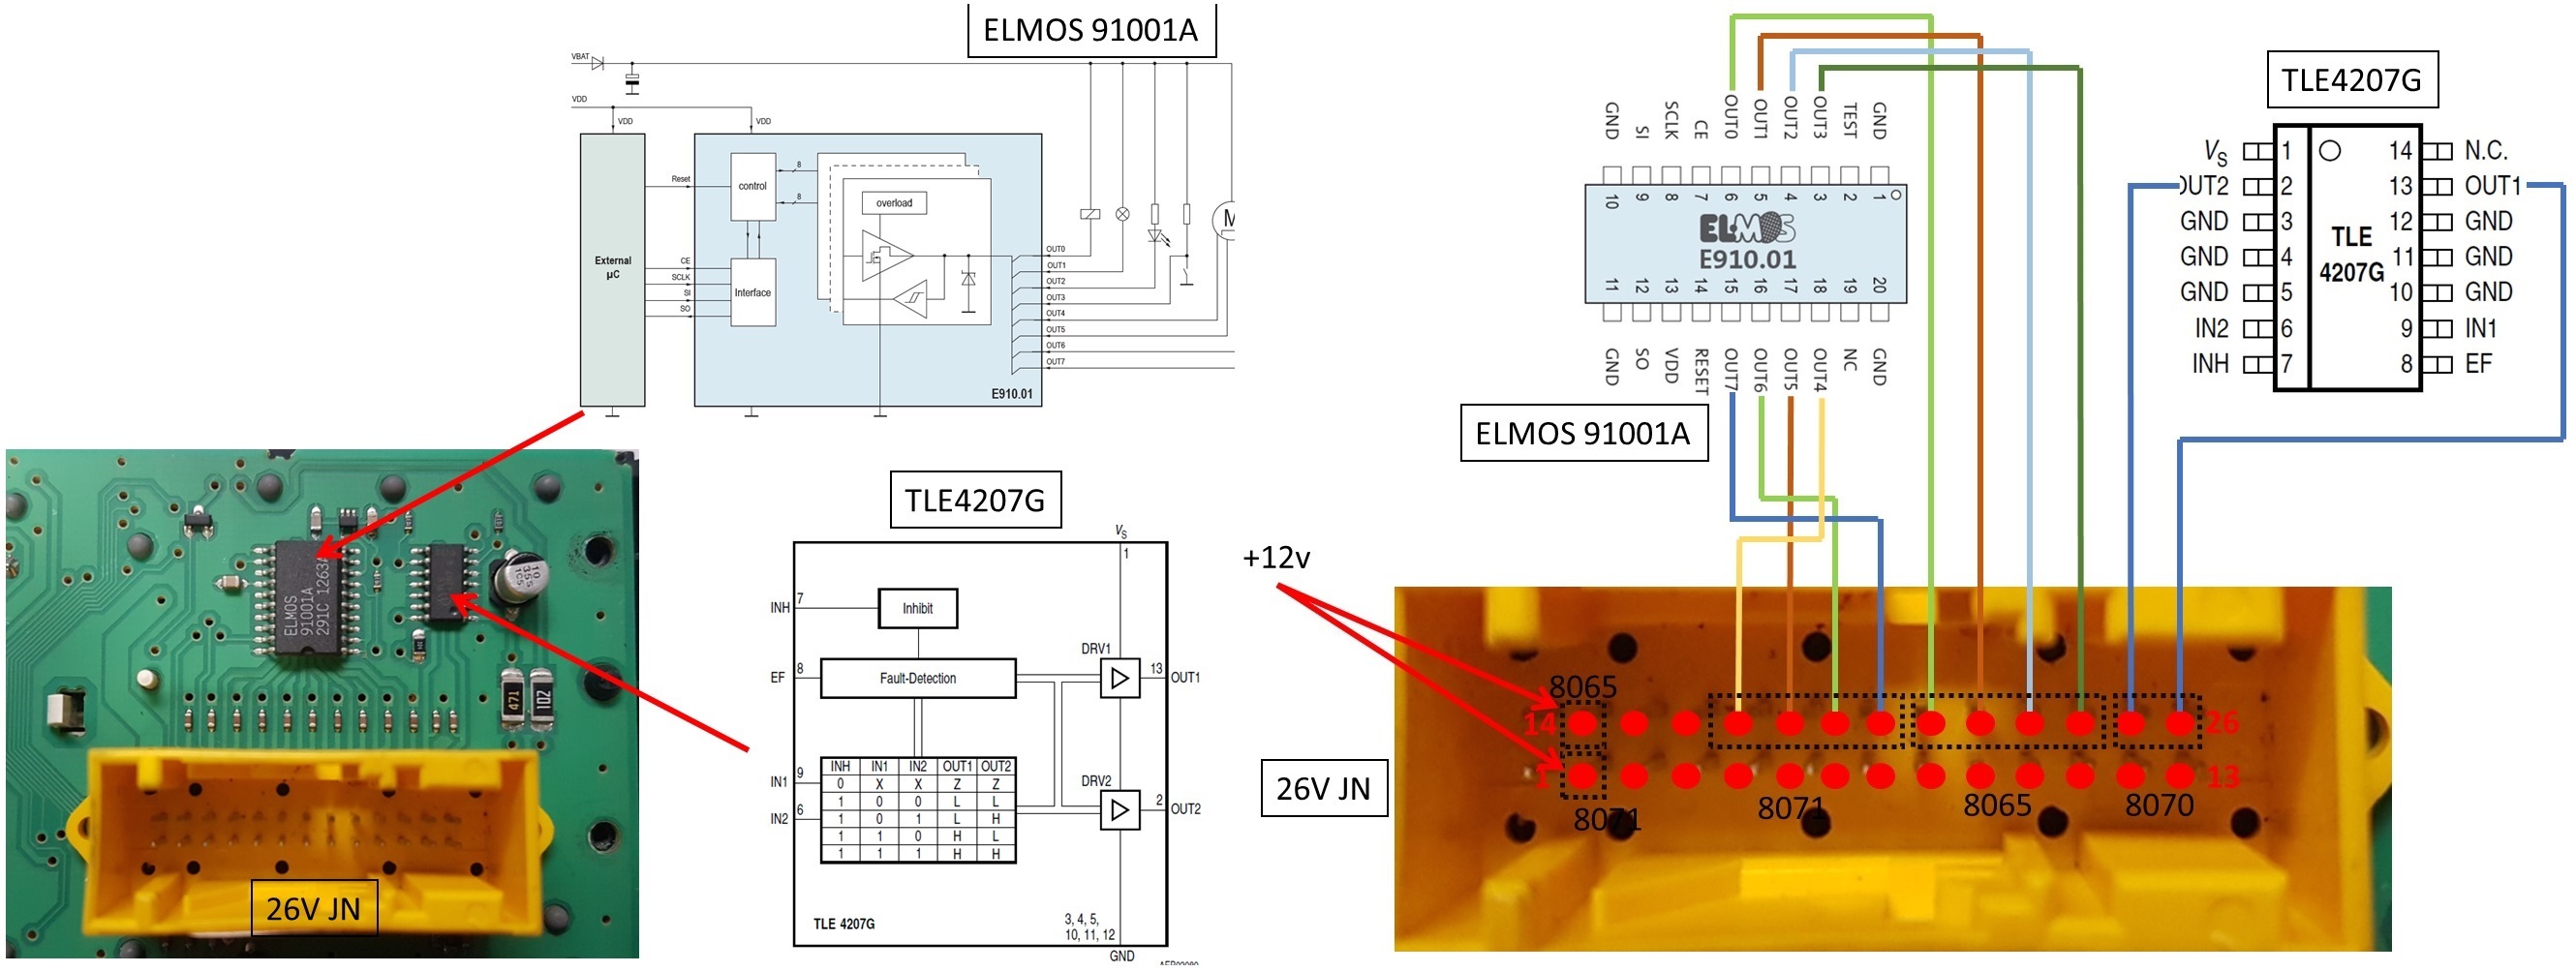 ELMOS 91001A
VBAT
VDD
VDD
VDD
Reset
control
8
8
overload
External
µC
CE
SCLK
SI
SO
Interface
M
OUT0
OUT1
OUT2
OUT3
OUT4
OUT5
OUT6
OUT7
E910.01
ELMOS
91001A
291C 1263A
471
102
26V JN
TLE4207G
VS
1
INH 7
Inhibit
EF 8
Fault-Detection
DRV1
13 OUT1
IN1 9
IN2 6
INH IN1 IN2 OUT1 OUT2
0 X X Z Z
1 0 0 L L
1 0 1 L H
1 1 0 H L
1 1 1 H H
DRV2
2 OUT2
TLE 4207G
3, 4, 5,
10, 11, 12
GND
GND SI SCLK CE OUT0 OUT1 OUT2 OUT3 TEST GND
10 9 8 7 6 5 4 3 2 1
ELMOS
E910.01
11 12 13 14 15 16 17 18 19 20
GND SO VDD RESET OUT7 OUT6 OUT5 OUT4 NC GND
ELMOS 91001A
TLE4207G
VS 1 14 N.C.
OUT2 2 13 OUT1
GND 3 12 GND
GND 4 11 GND
GND 5 10 GND
IN2 6 9 IN1
INH 7 8 EF
TLE
4207G
+12v
8065
14 26
1 13
8071 8071 8065 8070
26V JN